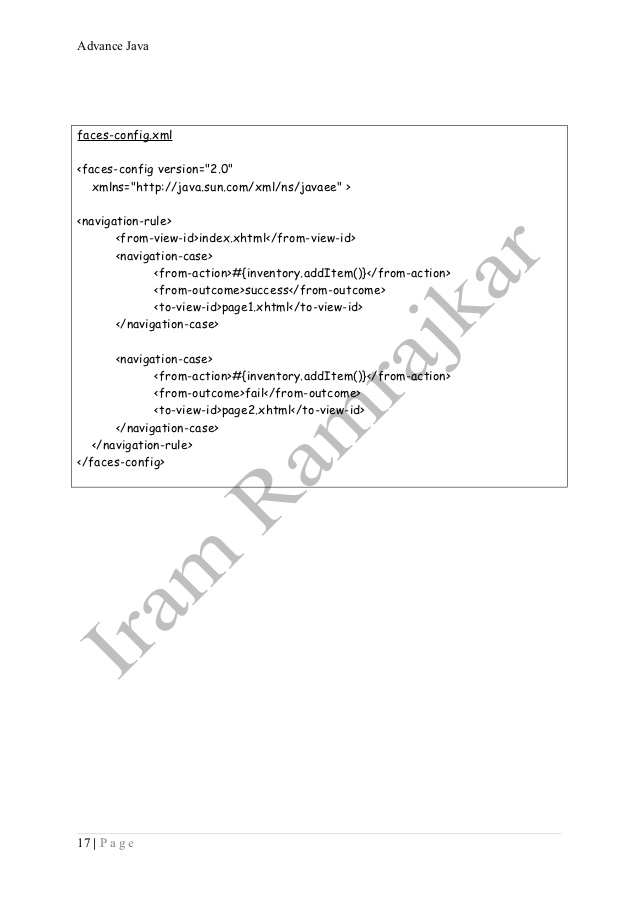 Advance Java
faces-config.xml
<faces-config version="2.0"
xmlns="http://java.sun.com/xml/ns/javaee" >
<navigation-rule>
<from-view-id>index.xhtml</from-view-id>
<navigation-case>
<from-action>#{inventory.addItem()}</from-action>
<from-outcome>success</from-outcome>
<to-view-id>page1.xhtml</to-view-id>
</navigation-case>
<navigation-case>
<from-action>#{inventory.addItem()}</from-action>
<from-outcome>fail</from-outcome>
<to-view-id>page2.xhtml</to-view-id>
</navigation-case>
</navigation-rule>
</faces-config>
Iram Ramrajkar
17 | P a g e